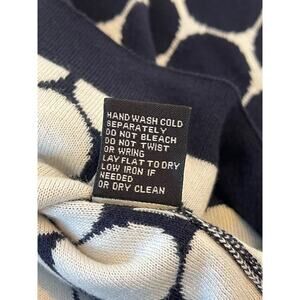 HAND WASH COLD
SEPARATELY
DO NOT BLEACH
DO NOT TWIST
OR WRING
LAY FLAT TO DRY
LOW IRON IF
NEEDED
OR DRY CLEAN